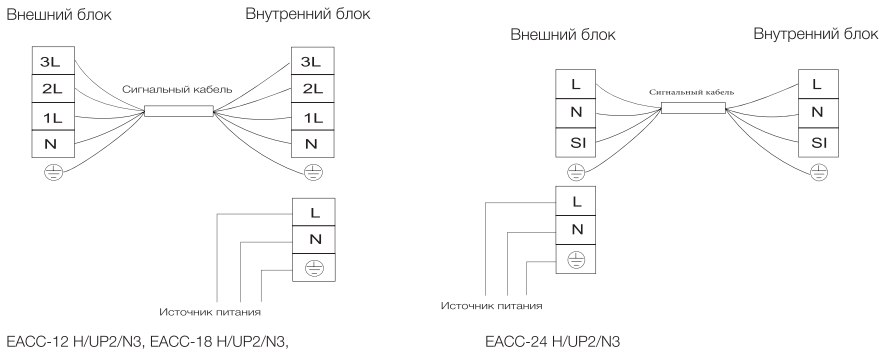 Внешний блок
Внутренний блок
3L
2L
1L
N
Сигнальный кабель
3L
2L
1L
N
L
N
Источник питания
EACC-12 H/UP2/N3, EACC-18 H/UP2/N3,
Внешний блок
Внутренний блок
L
N
SI
Сигнальный кабель
L
N
SI
L
N
Источник питания
EACC-24 H/UP2/N3